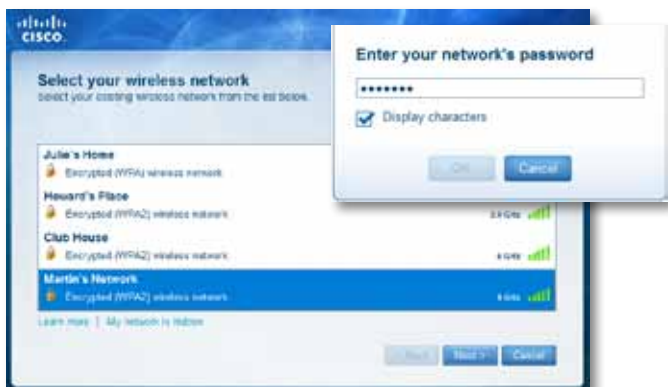 CISCO
Select your wireless network
Select your existing wireless network from the list below.
Julie's Home
Encrypted (WPA) wireless network
Howard's Place
Encrypted (WPA2) wireless network
Club House
Encrypted (WPA2) wireless network
Martin's Network
Encrypted (WPA2) wireless network
Learn more | My network is hidden
Next > Cancel
Enter your network's password
•••••••
Display characters
OK Cancel